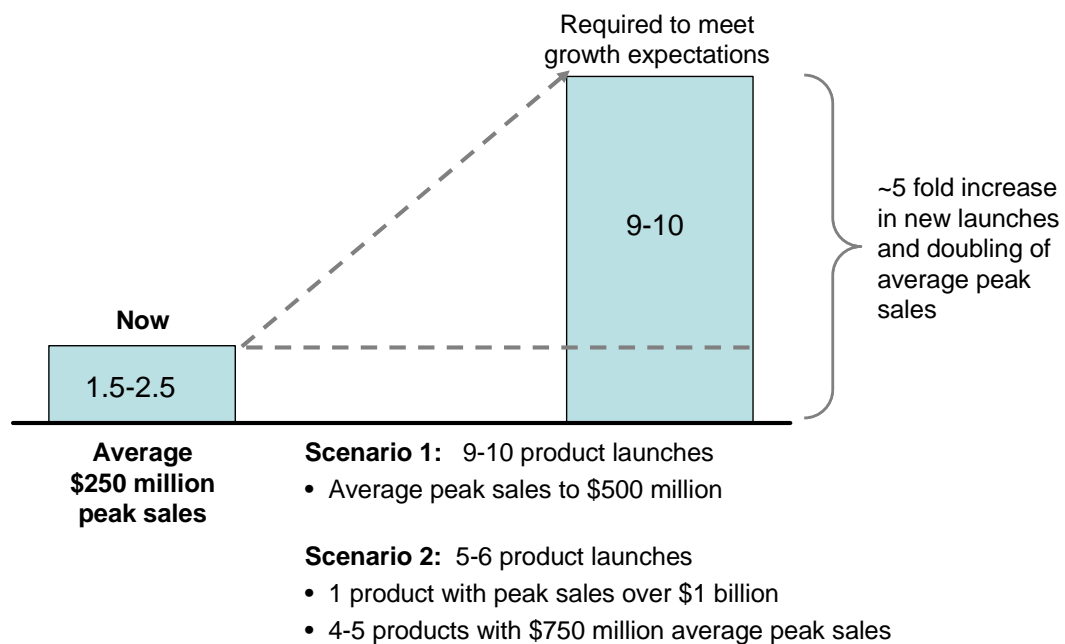 Required to meet
growth expectations
9-10
~5 fold increase
in new launches
and doubling of
average peak
sales
Now
1.5-2.5
Average
$250 million
peak sales
Scenario 1: 9-10 product launches
• Average peak sales to $500 million
Scenario 2: 5-6 product launches
• 1 product with peak sales over $1 billion
• 4-5 products with $750 million average peak sales